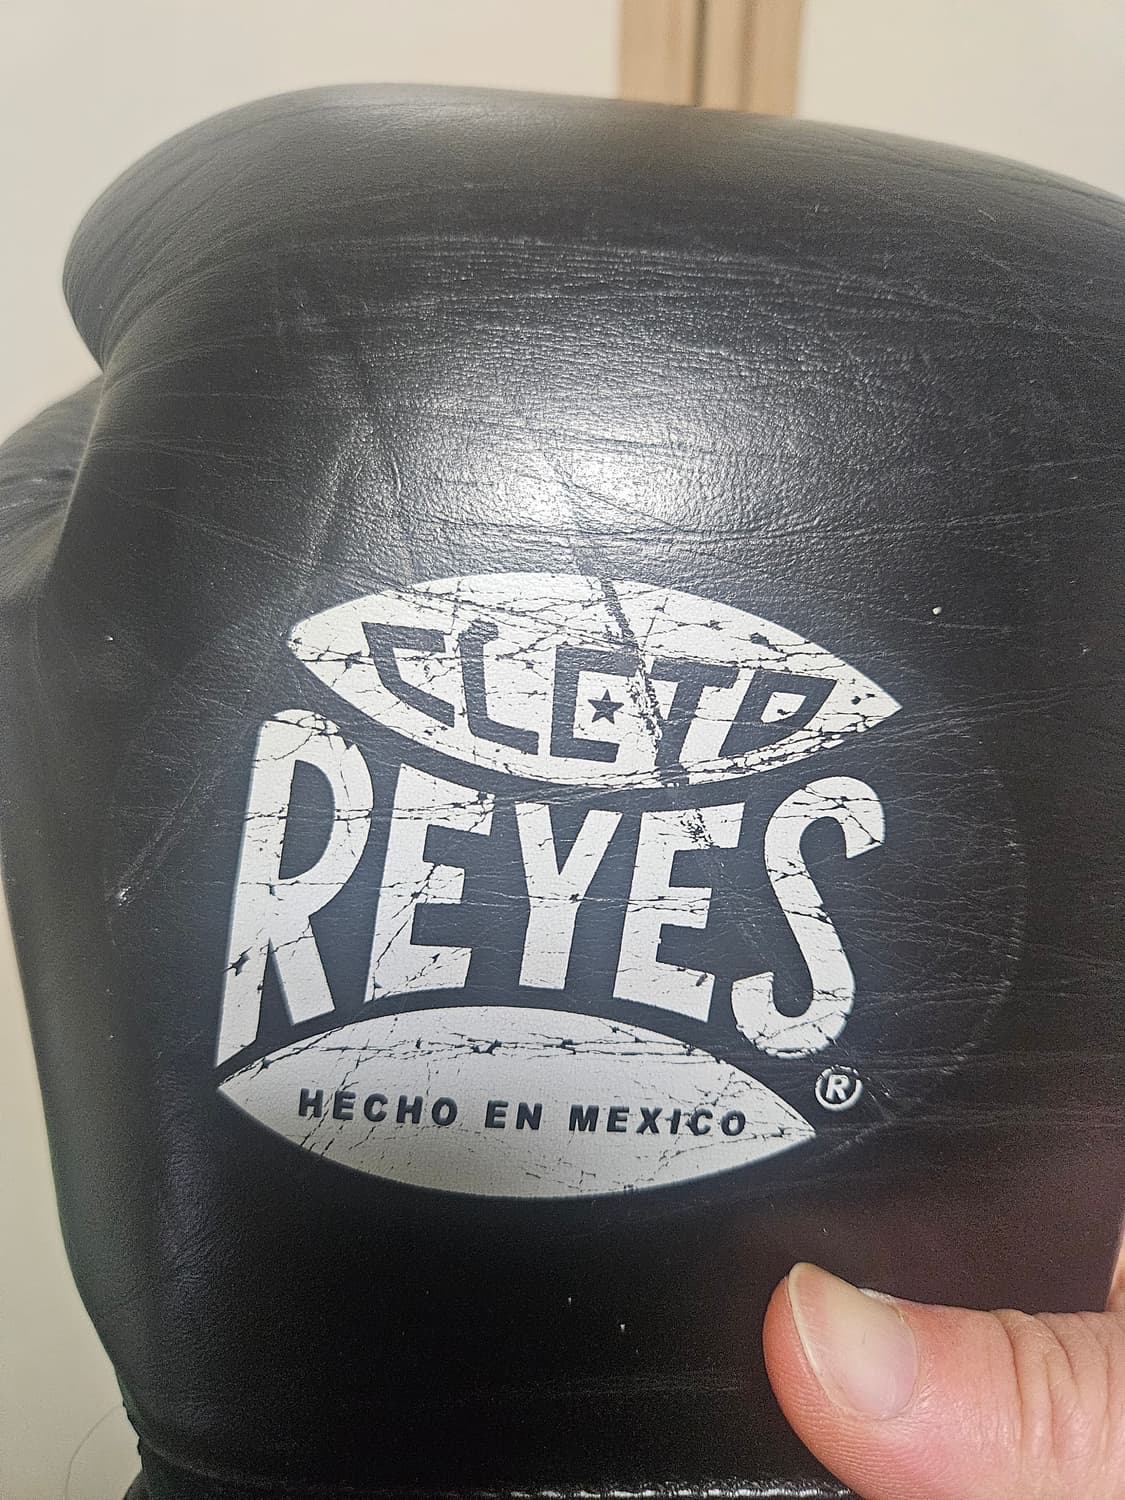 CLETO
REYES
®
HECHO EN MEXICO